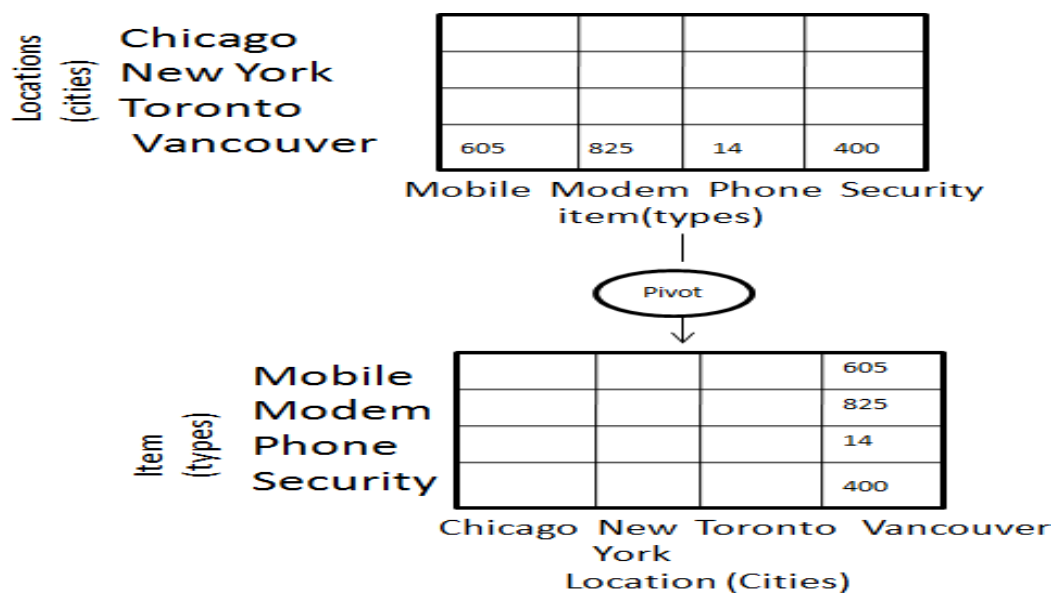 Locations
(cities)
Chicago
New York
Toronto
Vancouver
605 825 14 400
Mobile Modem Phone Security
item(types)
Pivot
Item
(types)
Mobile
Modem
Phone
Security
605
825
14
400
Chicago New Toronto Vancouver
York
Location (Cities)